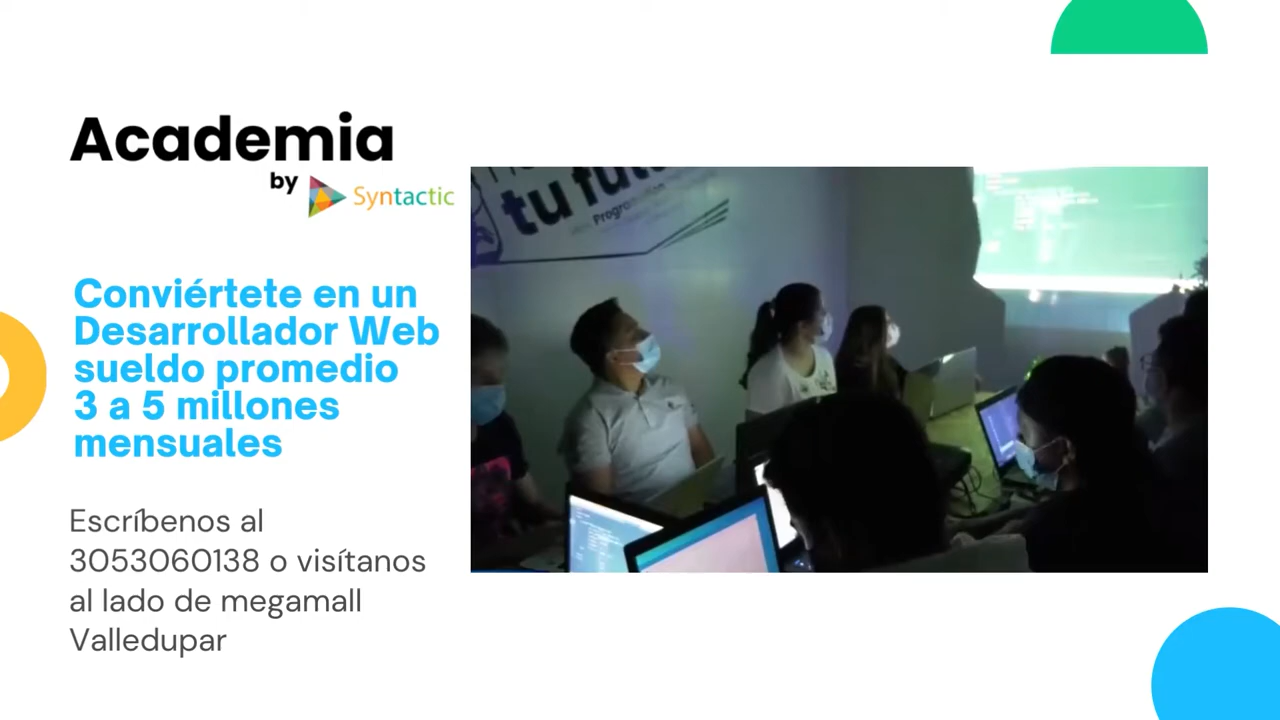 Academia
by Syntactic
Conviértete en un
Desarrollador Web
sueldo promedio
3 a 5 millones
mensuales
Escríbenos al
3053060138 o visítanos
al lado de megamall
Valledupar
tu